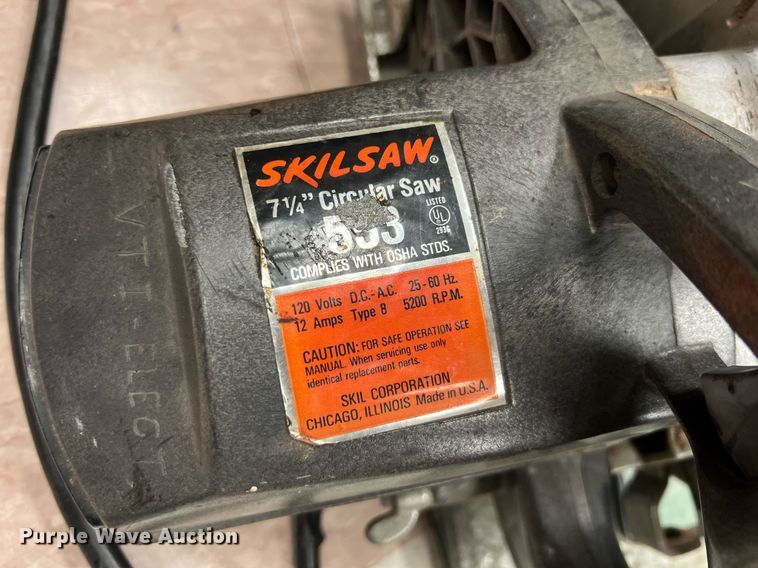 SKILSAW®
7 1/4" Circular Saw
553
LISTED
UL
293G
COMPLIES WITH OSHA STDS.
120 Volts D.C.-A.C. 25-60 Hz.
12 Amps Type 8 5200 R.P.M.
CAUTION: FOR SAFE OPERATION SEE
MANUAL. When servicing use only
identical replacement parts.
SKIL CORPORATION
CHICAGO, ILLINOIS Made in U.S.A.
VTI-ELECT
Purple Wave Auction